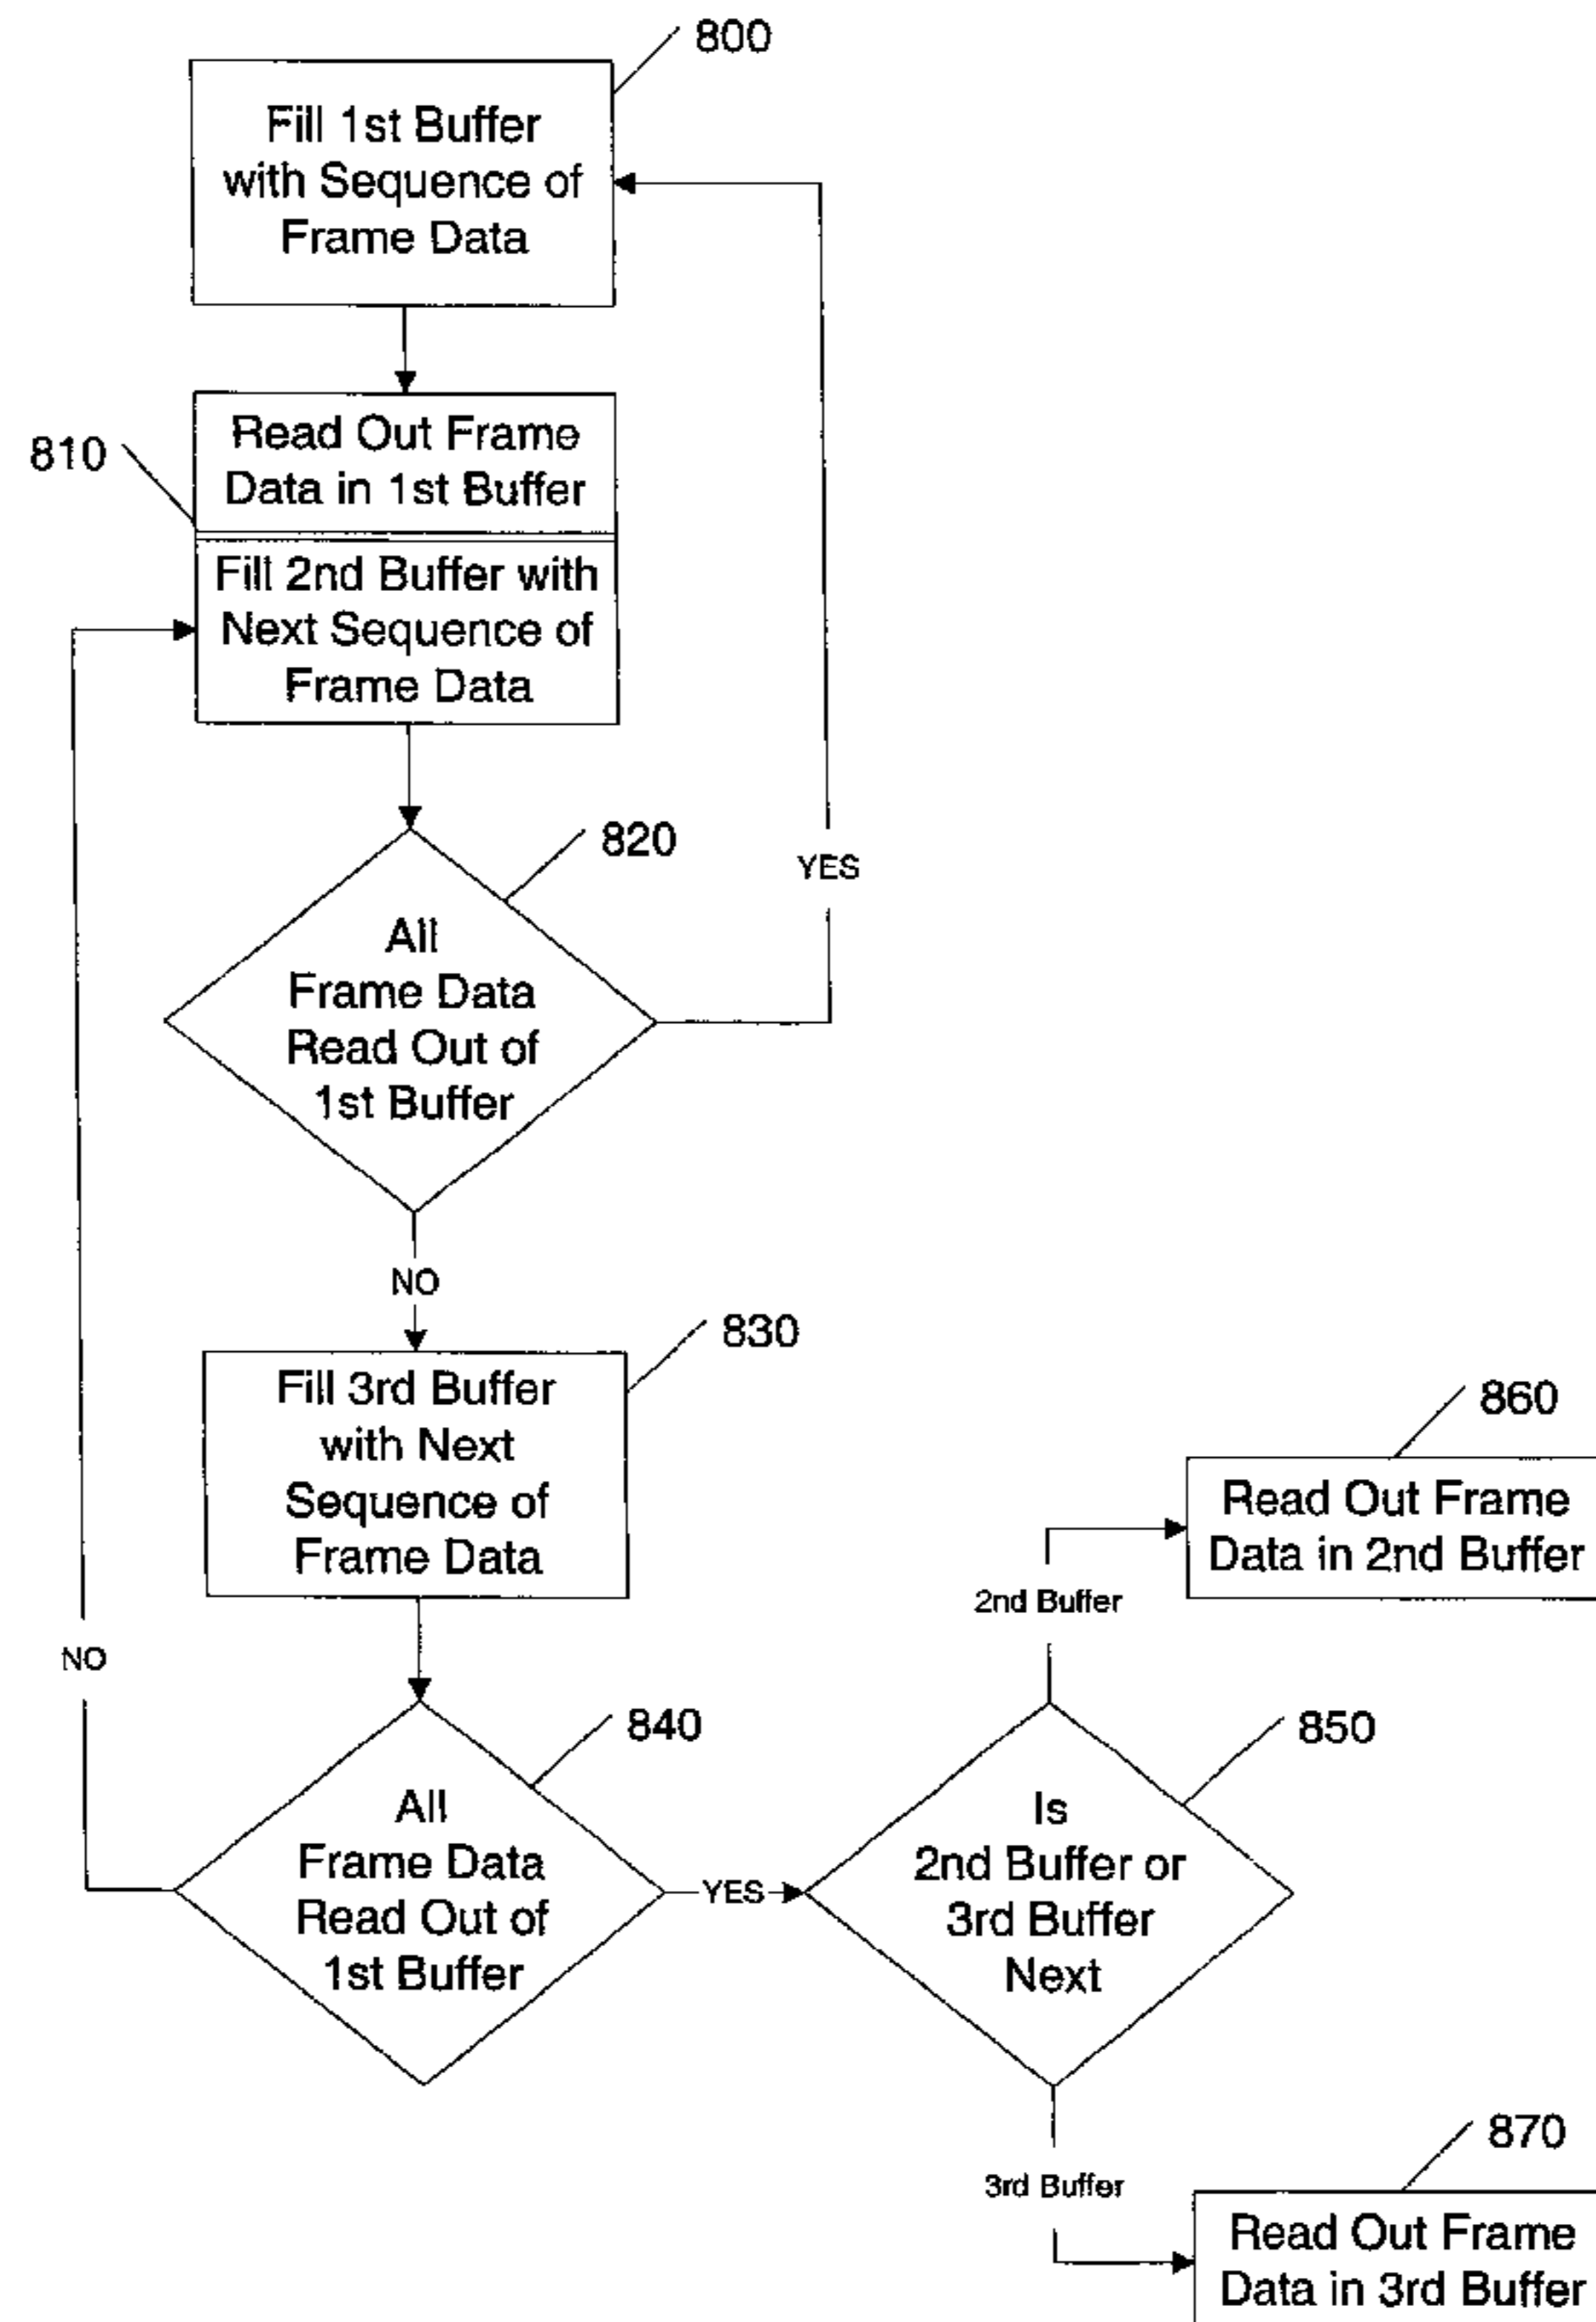 800
Fill 1st Buffer
with Sequence of
Frame Data
810
Read Out Frame
Data in 1st Buffer
Fill 2nd Buffer with
Next Sequence of
Frame Data
820
YES
All
Frame Data
Read Out of
1st Buffer
NO
830
Fill 3rd Buffer
with Next
Sequence of
Frame Data
860
Read Out Frame
Data in 2nd Buffer
2nd Buffer
NO
840
All
Frame Data
Read Out of
1st Buffer
YES
850
Is
2nd Buffer or
3rd Buffer
Next
3rd Buffer
870
Read Out Frame
Data in 3rd Buffer